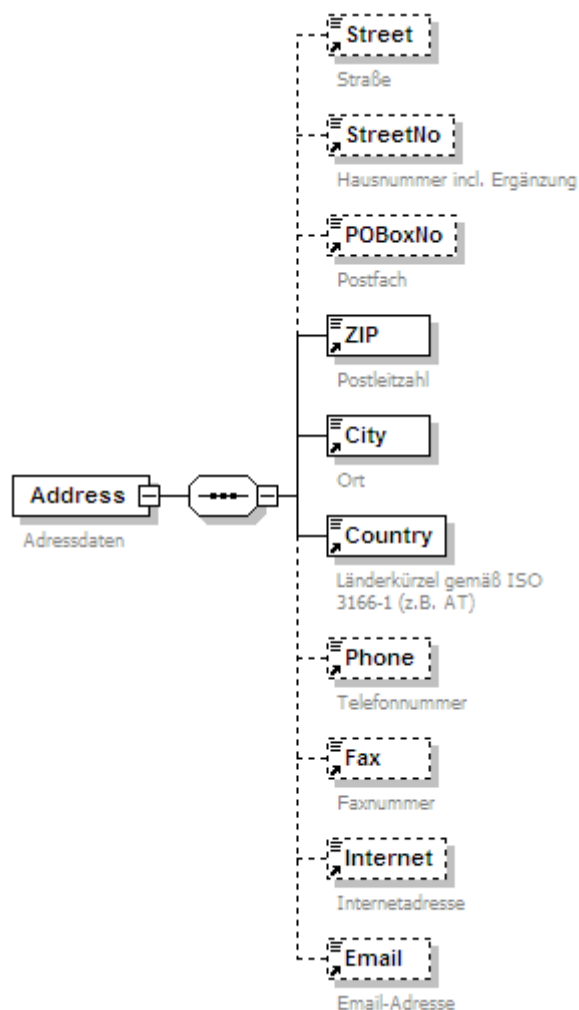 Street
Straße
StreetNo
Hausnummer incl. Ergänzung
POBoxNo
Postfach
ZIP
Postleitzahl
City
Ort
Address
Adressdaten
Country
Länderkürzel gemäß ISO
3166-1 (z.B. AT)
Phone
Telefonnummer
Fax
Faxnummer
Internet
Internetadresse
Email
Email-Adresse